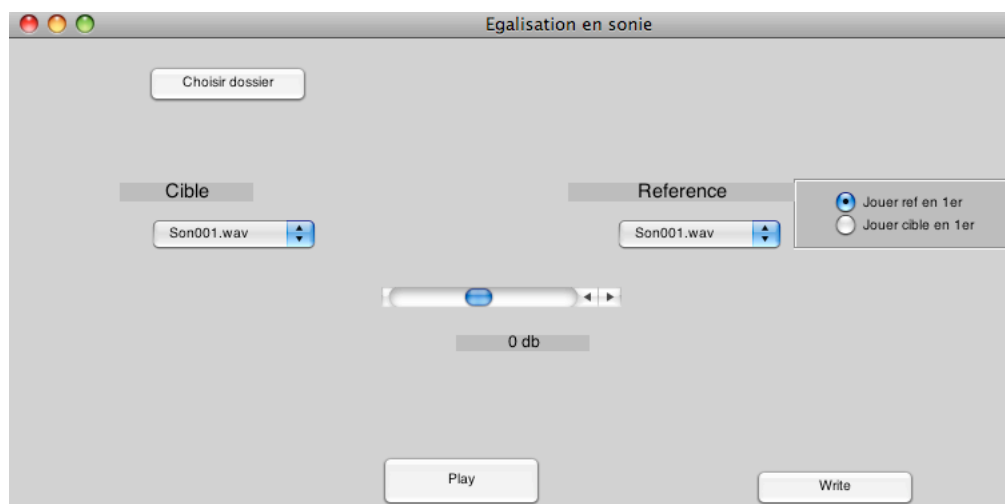 Egalisation en sonie
Choisir dossier
Cible
Reference
Jouer ref en 1er
Jouer cible en 1er
Son001.wav
Son001.wav
0 db
Play
Write